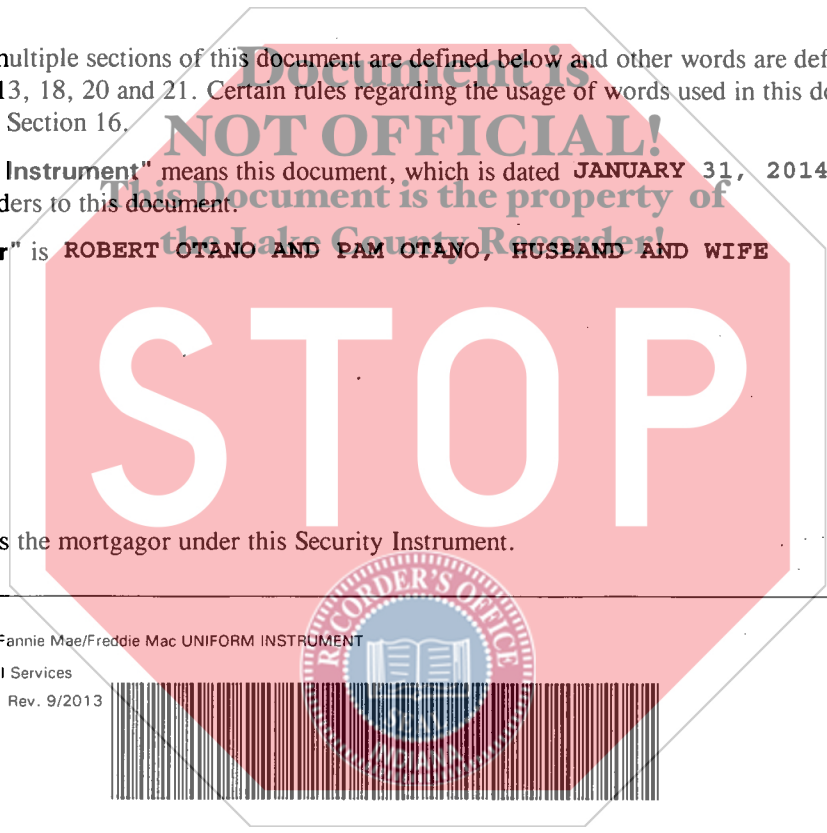 multiple sections of this document are defined below and other words are def
13, 18, 20 and 21. Certain rules regarding the usage of words used in this do
Section 16.
Document is
NOT OFFICIAL!
Instrument" means this document, which is dated JANUARY 31, 2014
This Document is the property of
ders to this document.
the Lake County Recorder!
r" is ROBERT OTANO AND PAM OTANO, HUSBAND AND WIFE
STOP
s the mortgagor under this Security Instrument.
RECORDER'S OFFICE
Fannie Mae/Freddie Mac UNIFORM INSTRUMENT
l Services
Rev. 9/2013
SEAL
INDIANA